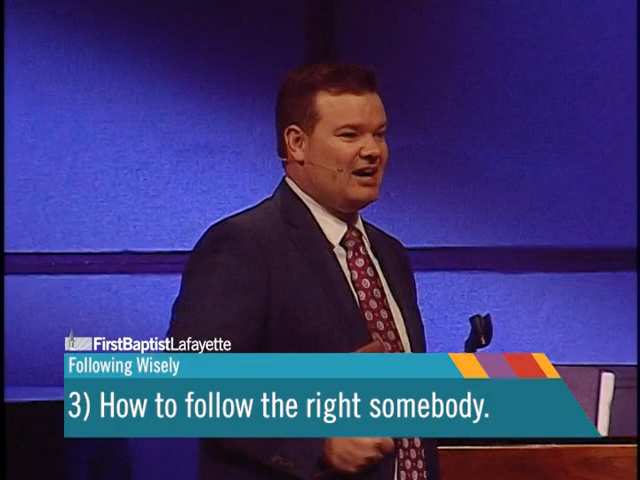 FirstBaptistLafayette
Following Wisely
3) How to follow the right somebody.